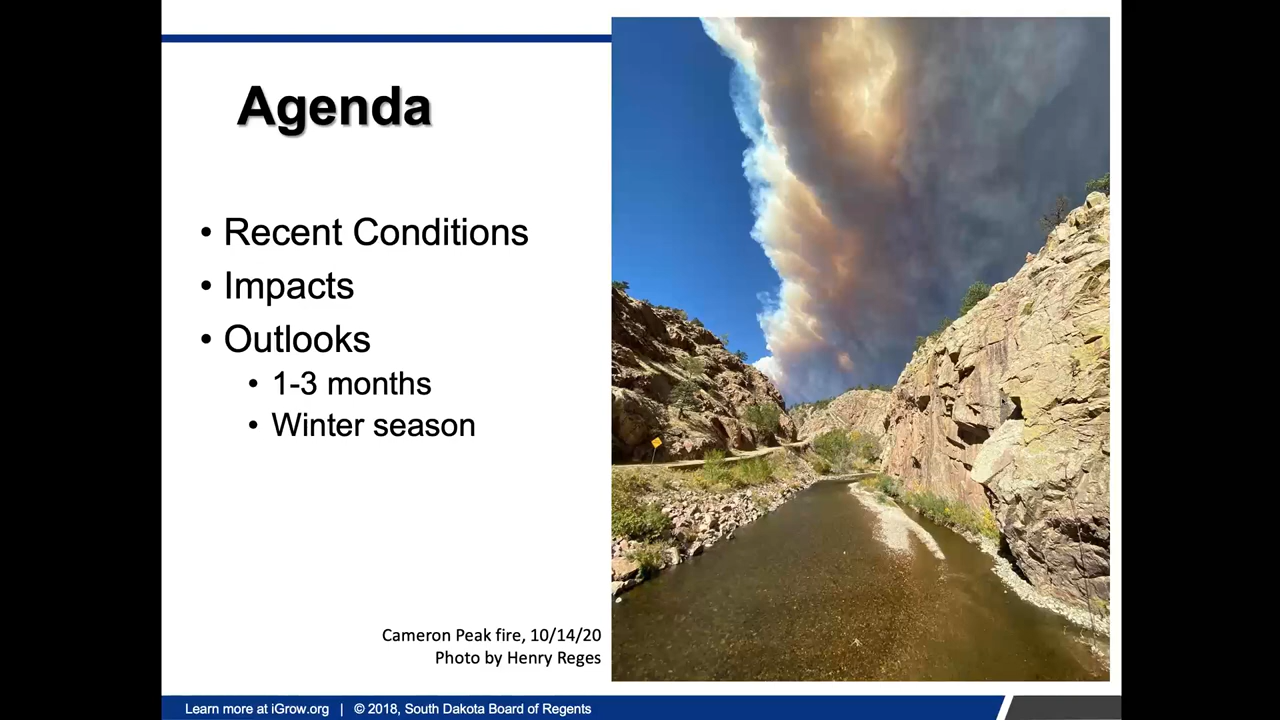 Agenda
• Recent Conditions
• Impacts
• Outlooks
• 1-3 months
• Winter season
Cameron Peak fire, 10/14/20
Photo by Henry Reges
Learn more at iGrow.org | © 2018, South Dakota Board of Regents